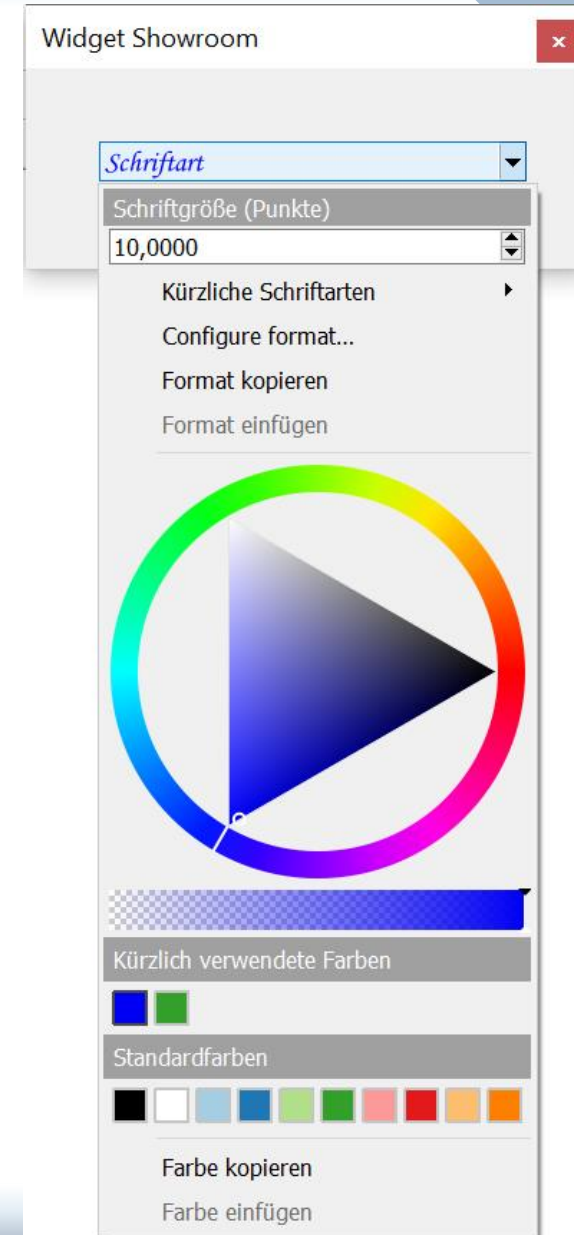 Widget Showroom
Schriftart
Schriftgröße (Punkte)
10,0000
Kürzliche Schriftarten
Configure format...
Format kopieren
Format einfügen
Kürzlich verwendete Farben
Standardfarben
Farbe kopieren
Farbe einfügen